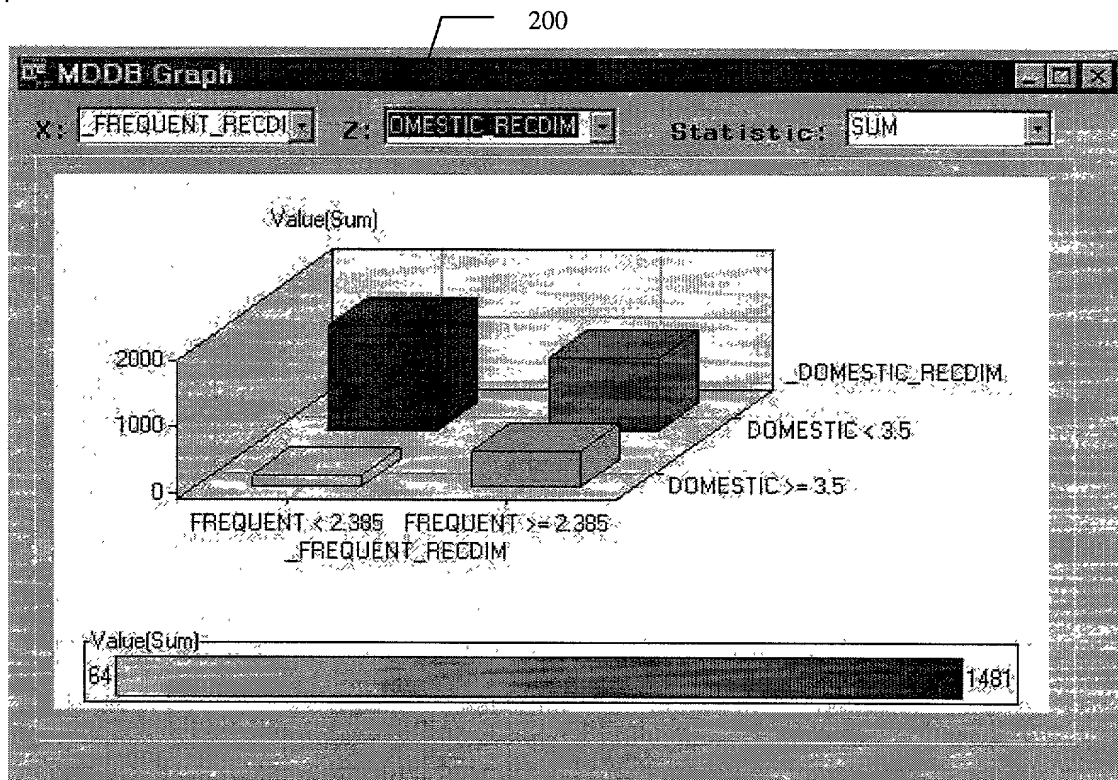 200
MDDB Graph
X: _FREQUENT_RECDI Z: OMESTIC_RECDIM Statistic: SUM
Value(Sum)
2000
1000
0
_DOMESTIC_RECDIM
DOMESTIC < 3.5
DOMESTIC >= 3.5
FREQUENT < 2.385 FREQUENT >= 2.385
_FREQUENT_RECDIM
Value(Sum)
64 1481